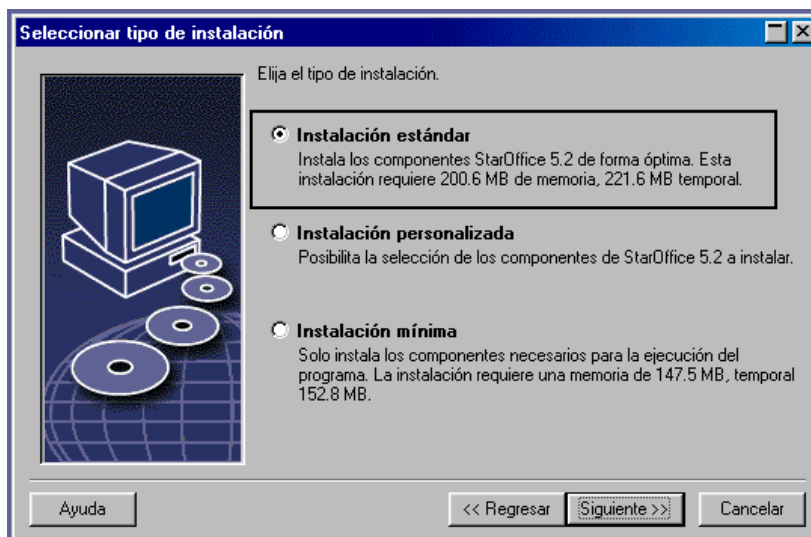 Seleccionar tipo de instalación
Elija el tipo de instalación.
Instalación estándar
Instala los componentes StarOffice 5.2 de forma óptima. Esta
instalación requiere 200.6 MB de memoria, 221.6 MB temporal.
Instalación personalizada
Posibilita la selección de los componentes de StarOffice 5.2 a instalar.
Instalación mínima
Solo instala los componentes necesarios para la ejecución del
programa. La instalación requiere una memoria de 147.5 MB, temporal
152.8 MB.
Ayuda
<< Regresar
Siguiente >>
Cancelar